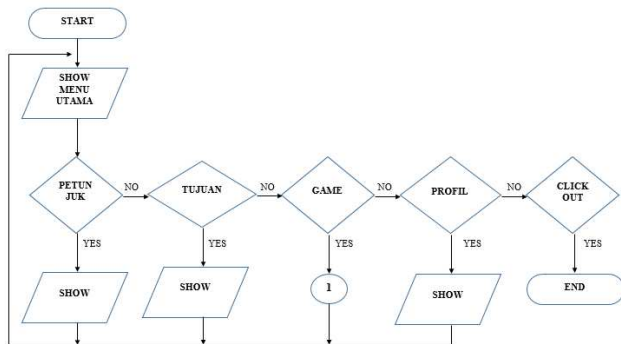 START
SHOW
MENU
UTAMA
PETUN
JUK
NO
TUJUAN
NO
GAME
NO
PROFIL
NO
CLICK
OUT
YES
YES
YES
YES
YES
SHOW
SHOW
1
SHOW
END